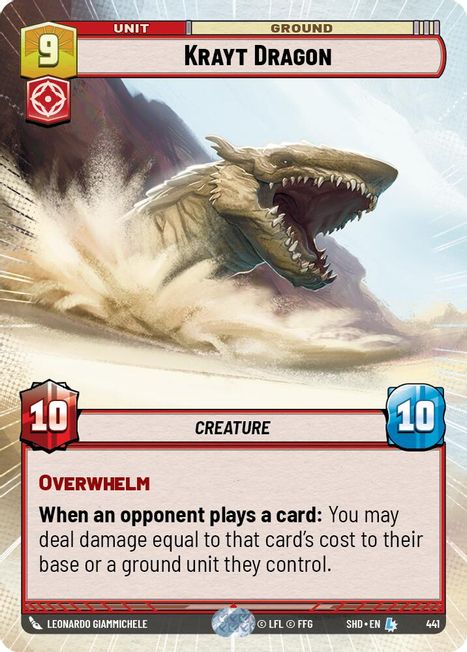 UNIT
GROUND
9
KRAYT DRAGON
10
CREATURE
10
OVERWHELM
When an opponent plays a card: You may
deal damage equal to that card's cost to their
base or a ground unit they control.
LEONARDO GIAMMICHELE
© LFL © FFG
SHD • EN
L
441